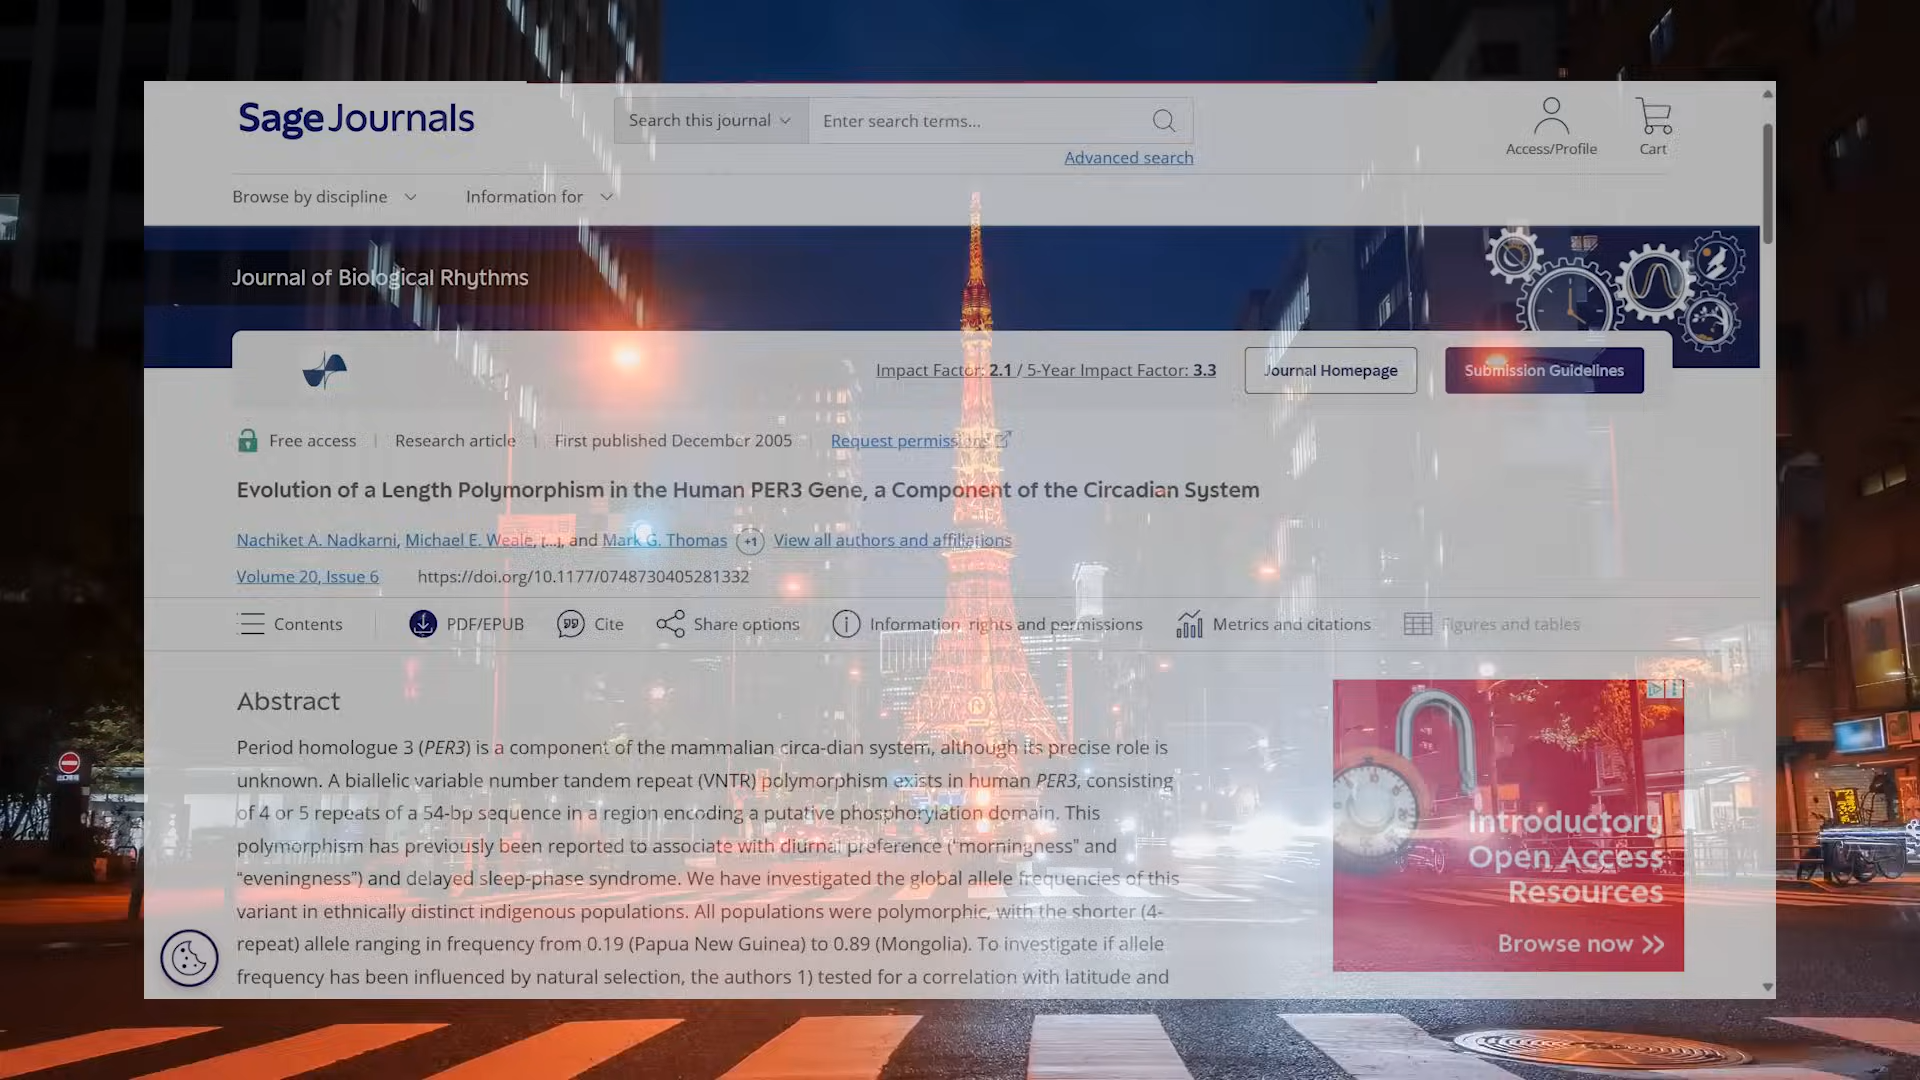 Sage Journals
Search this journal
Enter search terms...
Advanced search
Access/Profile
Cart
Browse by discipline
Information for
Journal of Biological Rhythms
Impact Factor: 2.1 / 5-Year Impact Factor: 3.3
Journal Homepage
Submission Guidelines
Free access | Research article | First published December 2005
Request permissions
Evolution of a Length Polymorphism in the Human PER3 Gene, a Component of the Circadian System
Nachiket A. Nadkarni, Michael E. Weale, [...], and Mark G. Thomas +1 View all authors and affiliations
Volume 20, Issue 6 https://doi.org/10.1177/0748730405281332
Contents
PDF/EPUB
Cite
Share options
Information, rights and permissions
Metrics and citations
Figures and tables
Abstract
Period homologue 3 (PER3) is a component of the mammalian circa-dian system, although its precise role is
unknown. A biallelic variable number tandem repeat (VNTR) polymorphism exists in human PER3, consisting
of 4 or 5 repeats of a 54-bp sequence in a region encoding a putative phosphorylation domain. This
polymorphism has previously been reported to associate with diurnal preference (“morningness” and
“eveningness”) and delayed sleep-phase syndrome. We have investigated the global allele frequencies of this
variant in ethnically distinct indigenous populations. All populations were polymorphic, with the shorter (4-
repeat) allele ranging in frequency from 0.19 (Papua New Guinea) to 0.89 (Mongolia). To investigate if allele
frequency has been influenced by natural selection, the authors 1) tested for a correlation with latitude and
Introductory
Open Access
Resources
Browse now